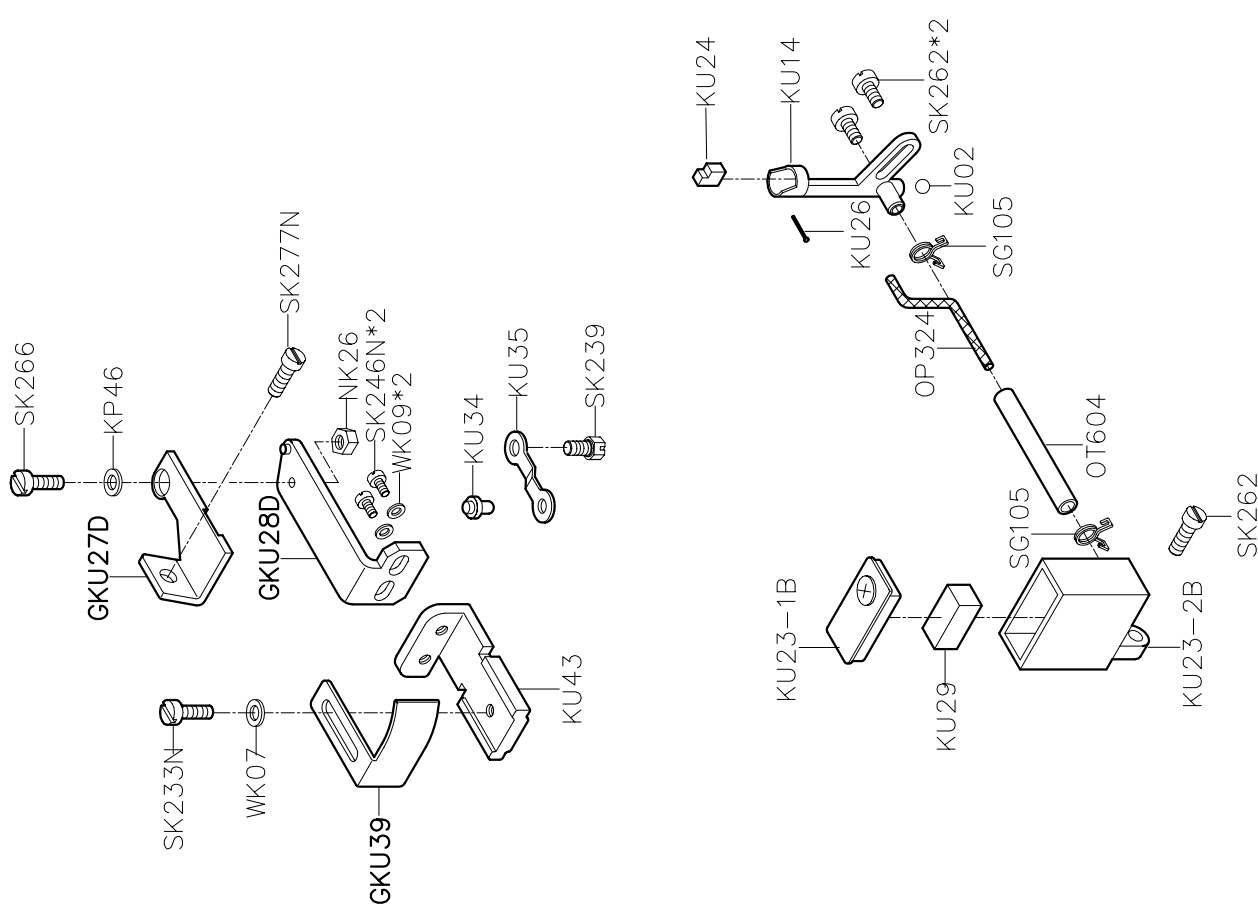 SK266
KP46
GKU27D
SK277N
GKU28D
NK26
SK246N*2
WK09*2
KU34
KU35
SK239
SK233N
WK07
GKU39
KU43
KU24
KU14
SK262*2
KU02
KU26
SG105
OP324
OT604
SG105
SK262
KU23-1B
KU29
KU23-2B